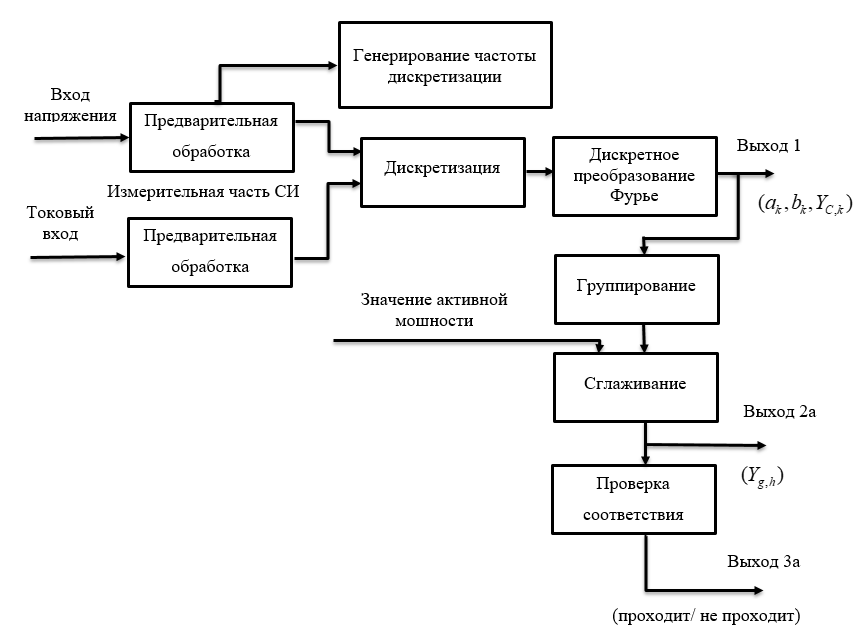 Генерирование частоты
дискретизации
Вход
напряжения
Предварительная
обработка
Дискретизация
Дискретное
преобразование
Фурье
Выход 1
(a_k, b_k, Y_{C,k})
Измерительная часть СИ
Токовый
вход
Предварительная
обработка
Группирование
Значение активной
мошности
Сглаживание
Выход 2а
(Y_{g,h})
Проверка
соответствия
Выход 3а
(проходит/ не проходит)